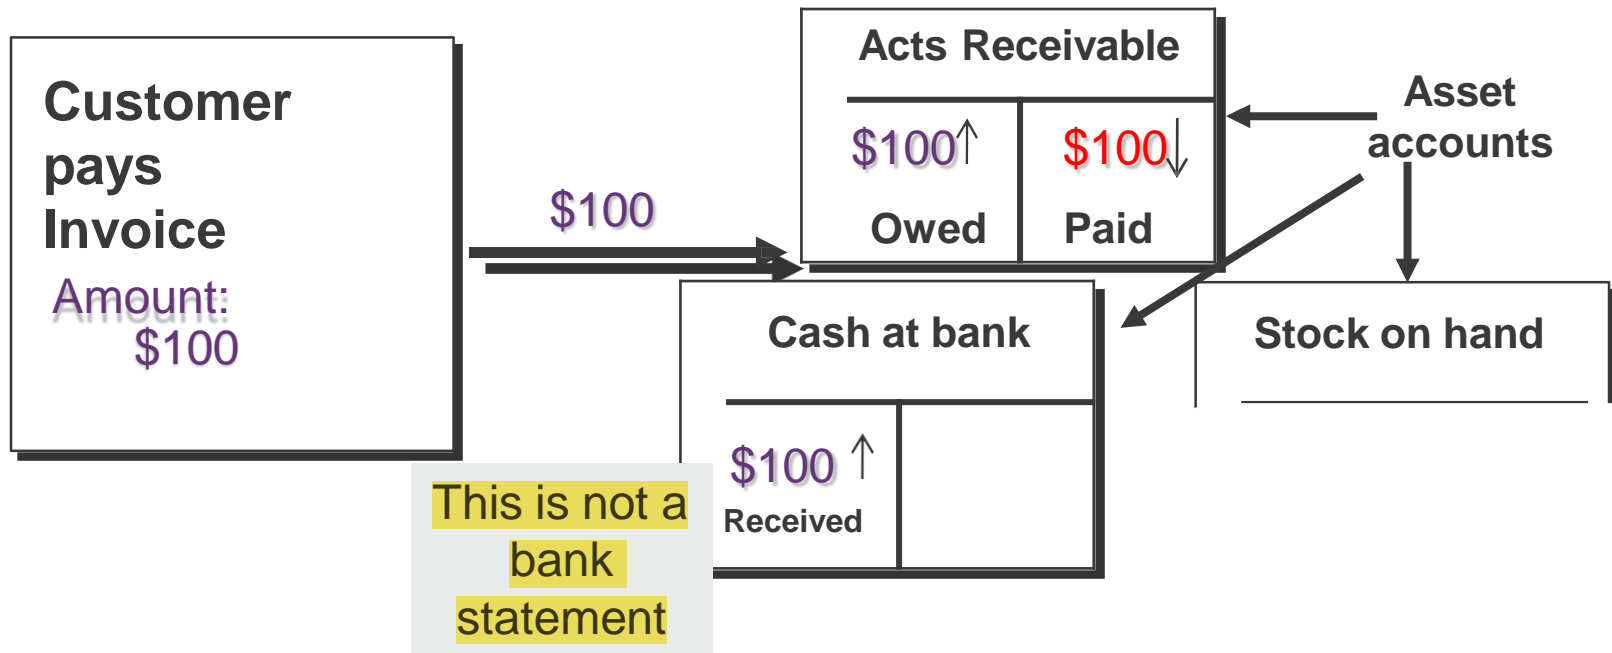 Customer
pays
Invoice
Amount:
$100
$100
Acts Receivable
$100
$100
Owed
Paid
Asset
accounts
Cash at bank
$100
Received
Stock on hand
This is not a
bank
statement